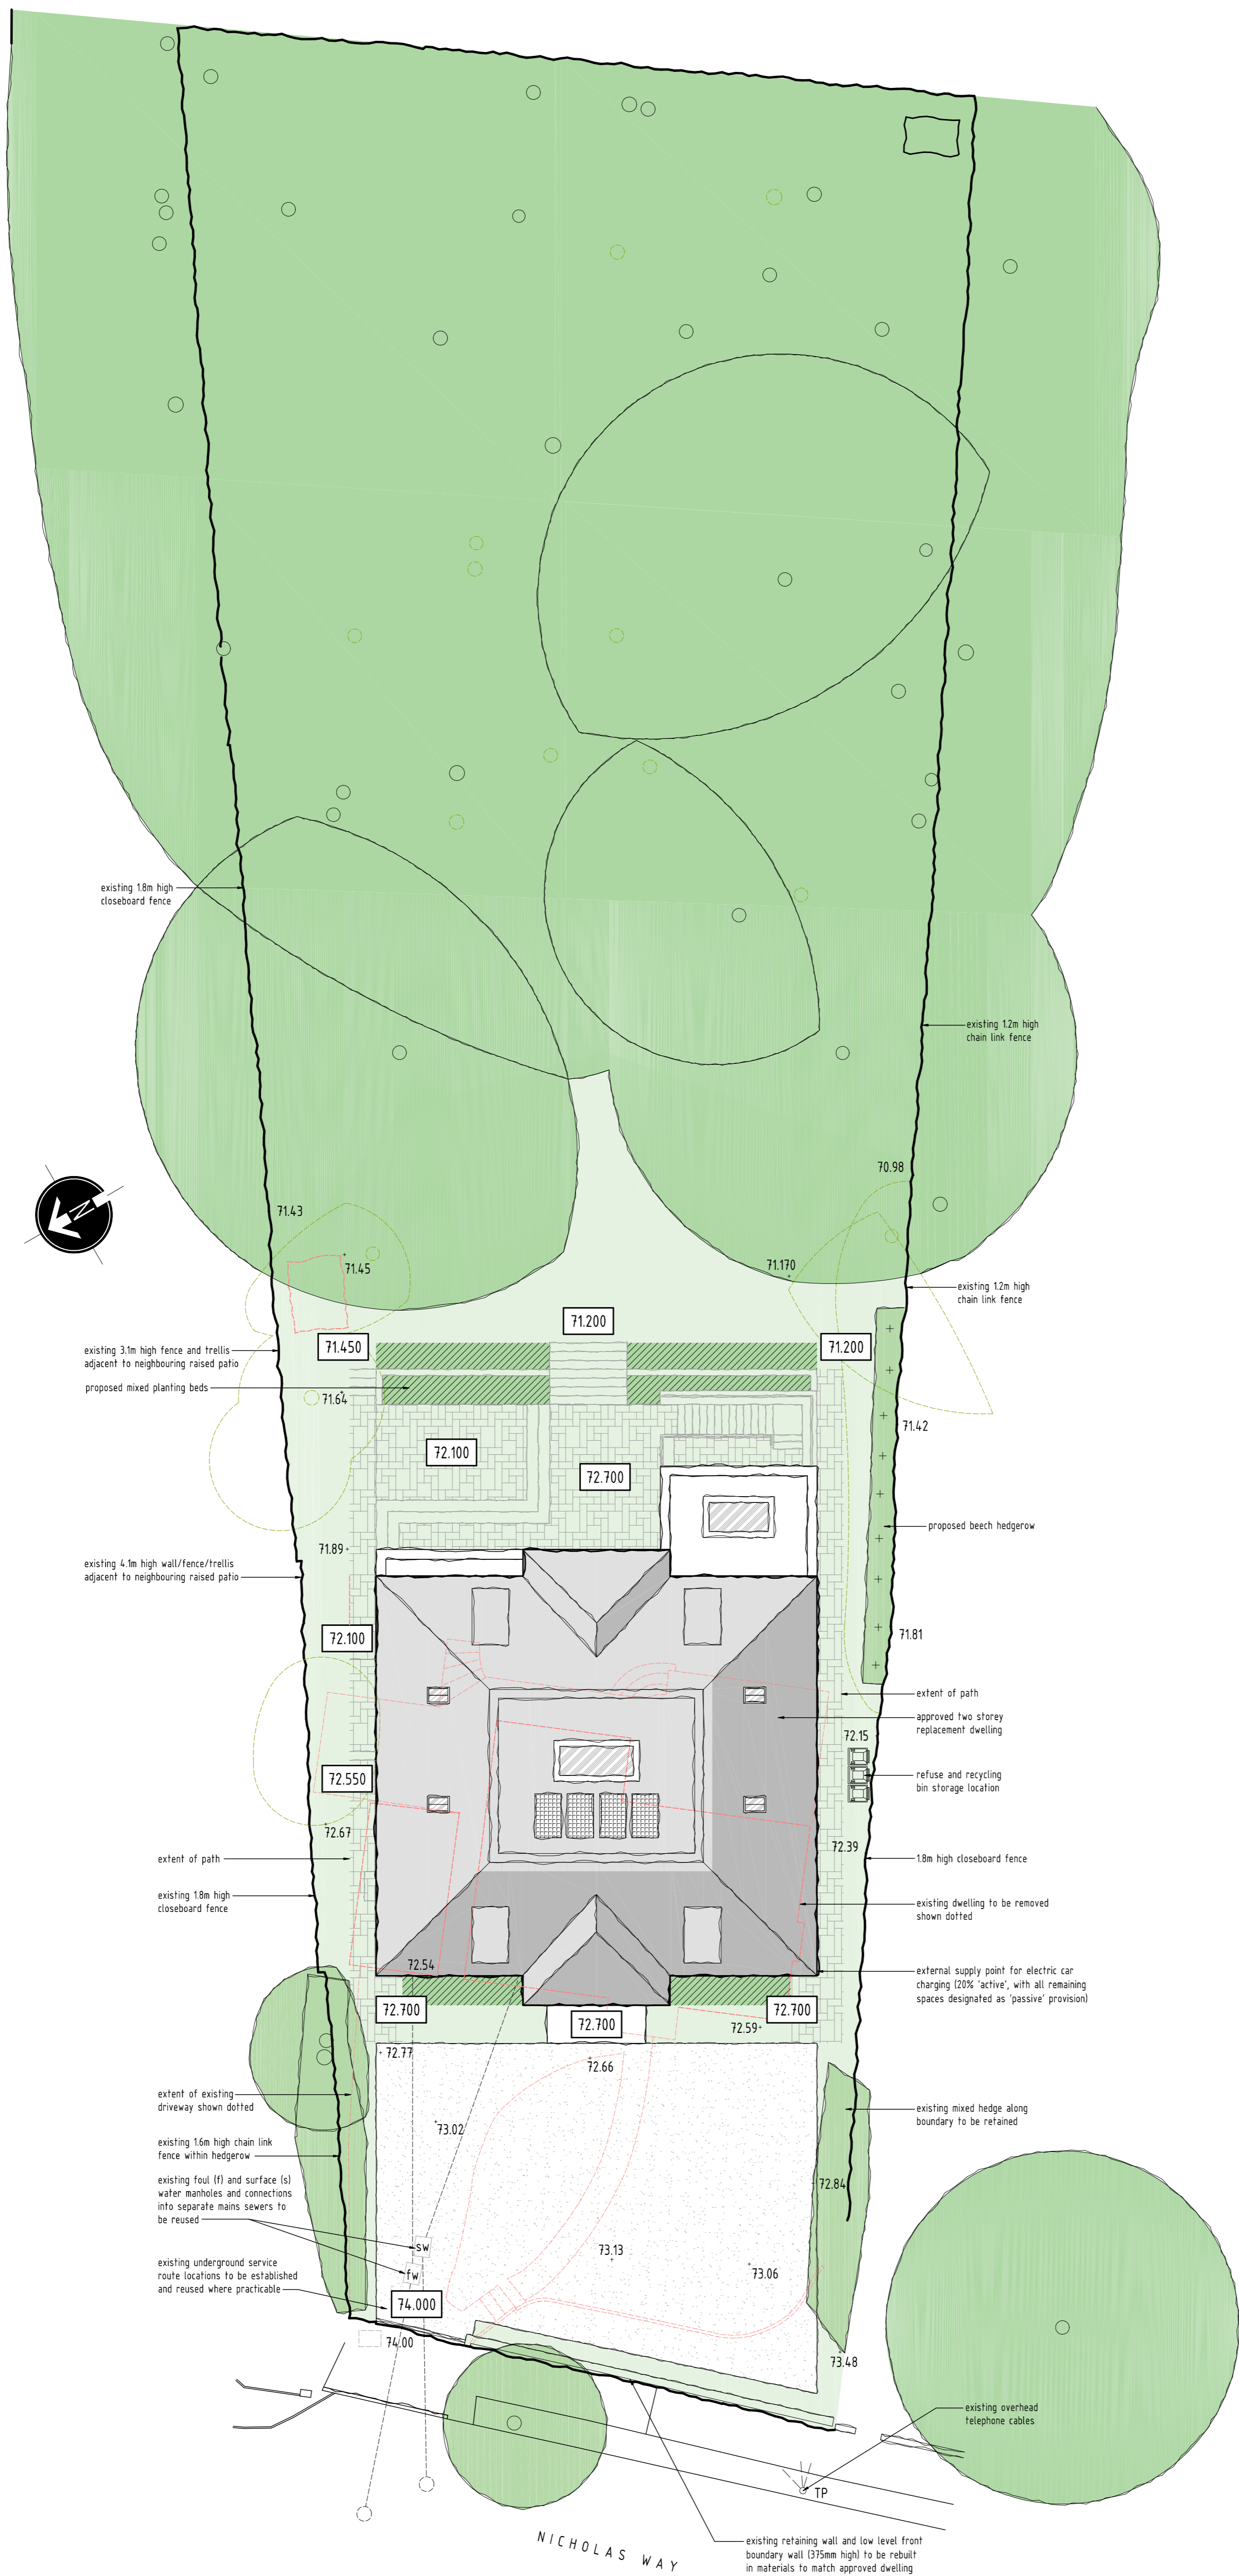 existing 1.8m high
closeboard fence
existing 1.2m high
chain link fence
70.98
N
71.43
71.45
71.170
existing 1.2m high
chain link fence
71.200
71.450
71.200
existing 3.1m high fence and trellis
adjacent to neighbouring raised patio
proposed mixed planting beds
71.64
71.42
72.100
72.700
proposed beech hedgerow
71.89
existing 4.1m high wall/fence/trellis
adjacent to neighbouring raised patio
72.100
71.81
extent of path
approved two storey
replacement dwelling
72.15
refuse and recycling
bin storage location
72.550
72.67
72.39
extent of path
1.8m high closeboard fence
existing 1.8m high
closeboard fence
existing dwelling to be removed
shown dotted
72.54
external supply point for electric car
charging (20% 'active', with all remaining
spaces designated as 'passive' provision)
72.700
72.700
72.700
72.59
72.77
72.66
extent of existing
driveway shown dotted
existing mixed hedge along
boundary to be retained
73.02
existing 1.6m high chain link
fence within hedgerow
existing foul (f) and surface (s)
water manholes and connections
into separate mains sewers to
be reused
72.84
sw
73.13
73.06
fw
existing underground service
route locations to be established
and reused where practicable
74.000
74.00
73.48
existing overhead
telephone cables
TP
NICHOLAS WAY
existing retaining wall and low level front
boundary wall (375mm high) to be rebuilt
in materials to match approved dwelling